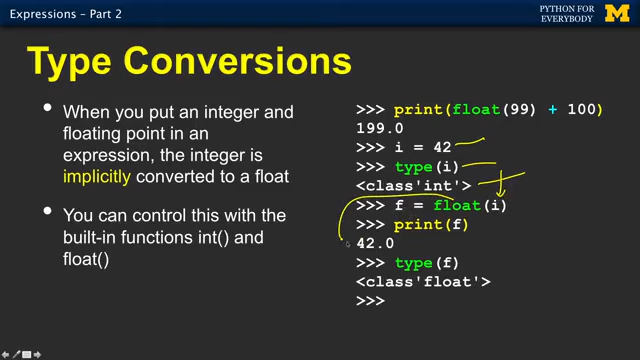 Expressions – Part 2
PYTHON FOR
EVERYBODY
M
Type Conversions
• When you put an integer and
floating point in an
expression, the integer is
implicitly converted to a float
• You can control this with the
built-in functions int() and
float()
>>> print(float(99) + 100)
199.0
>>> i = 42
>>> type(i)
<class'int'>
>>> f = float(i)
>>> print(f)
42.0
>>> type(f)
<class'float'>
>>>